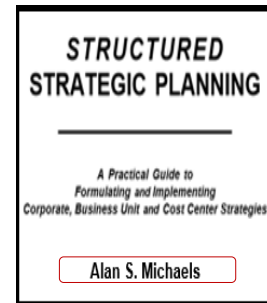 STRUCTURED
STRATEGIC PLANNING
A Practical Guide to
Formulating and Implementing
Corporate, Business Unit and Cost Center Strategies
Alan S. Michaels